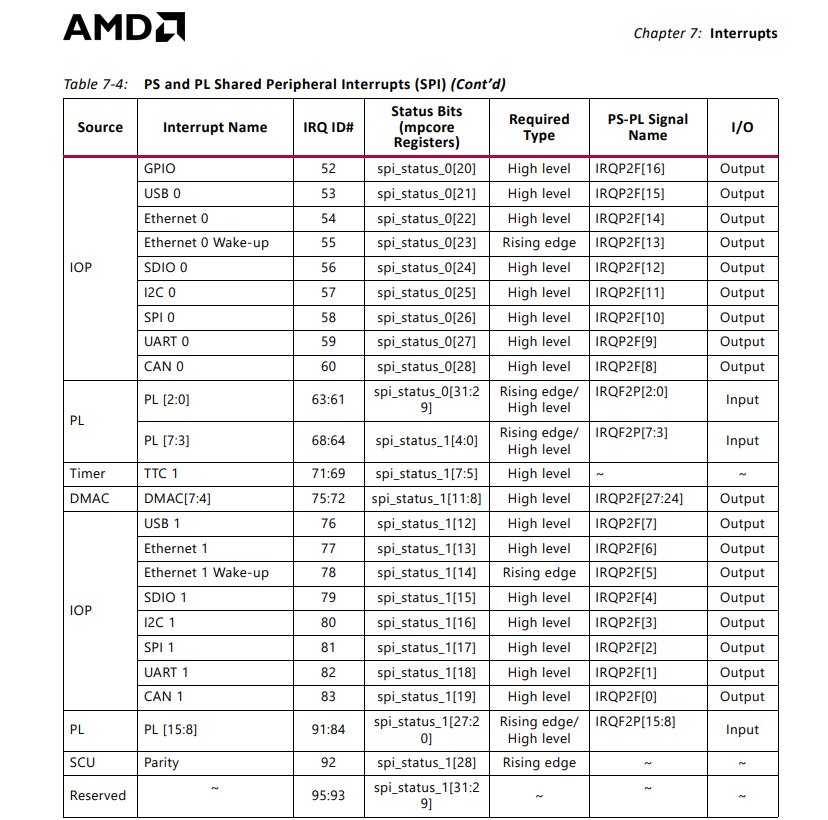 AMD
Chapter 7: Interrupts
Table 7-4: PS and PL Shared Peripheral Interrupts (SPI) (Cont’d)
Source Interrupt Name IRQ ID# Status Bits (mpcore Registers) Required Type PS-PL Signal Name I/O
IOP
GPIO 52 spi_status_0[20] High level IRQP2F[16] Output
USB 0 53 spi_status_0[21] High level IRQP2F[15] Output
Ethernet 0 54 spi_status_0[22] High level IRQP2F[14] Output
Ethernet 0 Wake-up 55 spi_status_0[23] Rising edge IRQP2F[13] Output
SDIO 0 56 spi_status_0[24] High level IRQP2F[12] Output
I2C 0 57 spi_status_0[25] High level IRQP2F[11] Output
SPI 0 58 spi_status_0[26] High level IRQP2F[10] Output
UART 0 59 spi_status_0[27] High level IRQP2F[9] Output
CAN 0 60 spi_status_0[28] High level IRQP2F[8] Output
PL
PL [2:0] 63:61 spi_status_0[31:29] Rising edge/ High level IRQF2P[2:0] Input
PL [7:3] 68:64 spi_status_1[4:0] Rising edge/ High level IRQF2P[7:3] Input
Timer TTC 1 71:69 spi_status_1[7:5] High level ~ ~
DMAC DMAC[7:4] 75:72 spi_status_1[11:8] High level IRQP2F[27:24] Output
IOP
USB 1 76 spi_status_1[12] High level IRQP2F[7] Output
Ethernet 1 77 spi_status_1[13] High level IRQP2F[6] Output
Ethernet 1 Wake-up 78 spi_status_1[14] Rising edge IRQP2F[5] Output
SDIO 1 79 spi_status_1[15] High level IRQP2F[4] Output
I2C 1 80 spi_status_1[16] High level IRQP2F[3] Output
SPI 1 81 spi_status_1[17] High level IRQP2F[2] Output
UART 1 82 spi_status_1[18] High level IRQP2F[1] Output
CAN 1 83 spi_status_1[19] High level IRQP2F[0] Output
PL PL [15:8] 91:84 spi_status_1[27:20] Rising edge/ High level IRQF2P[15:8] Input
SCU Parity 92 spi_status_1[28] Rising edge ~ ~
Reserved ~ 95:93 spi_status_1[31:29] ~ ~ ~